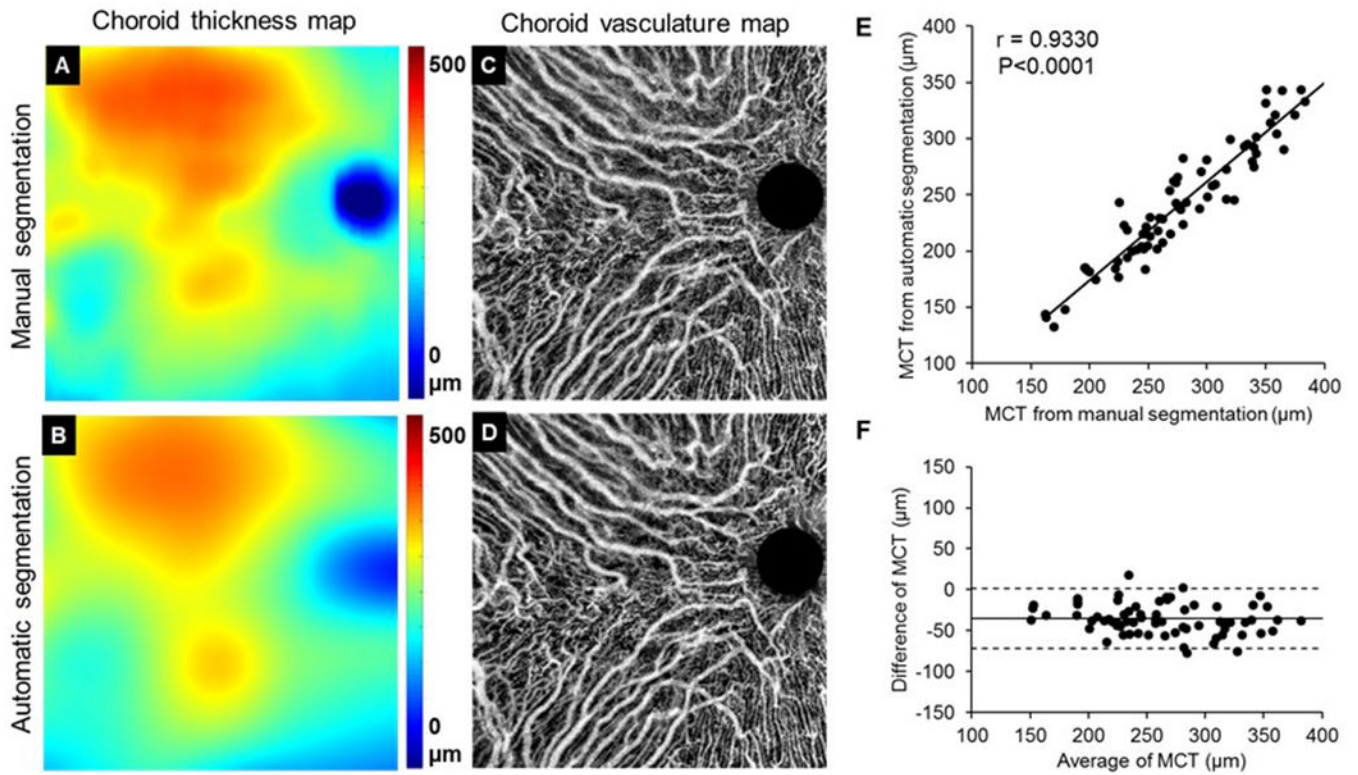 Choroid thickness map
Choroid vasculature map
Manual segmentation
Automatic segmentation
A
500
0
µm
B
500
0
µm
C
D
E
r = 0.9330
P<0.0001
MCT from automatic segmentation (µm)
400
350
300
250
200
150
100
100 150 200 250 300 350 400
MCT from manual segmentation (µm)
F
Difference of MCT (µm)
150
100
50
0
-50
-100
-150
100 150 200 250 300 350 400
Average of MCT (µm)